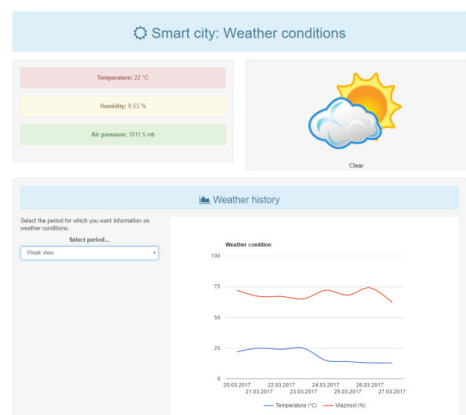 Smart city: Weather conditions
Temperature: 22 °C
Humidity: 0.53 %
Air pressure: 1011.5 mb
Clear
Weather history
Select the period for which you want information on
weather conditions.
Select period...
Week view
Weather condition
100
75
50
25
0
20.03.2017 22.03.2017 24.03.2017 26.03.2017
21.03.2017 23.03.2017 25.03.2017 27.03.2017
Temperatura (°C) Vlaznost (%)